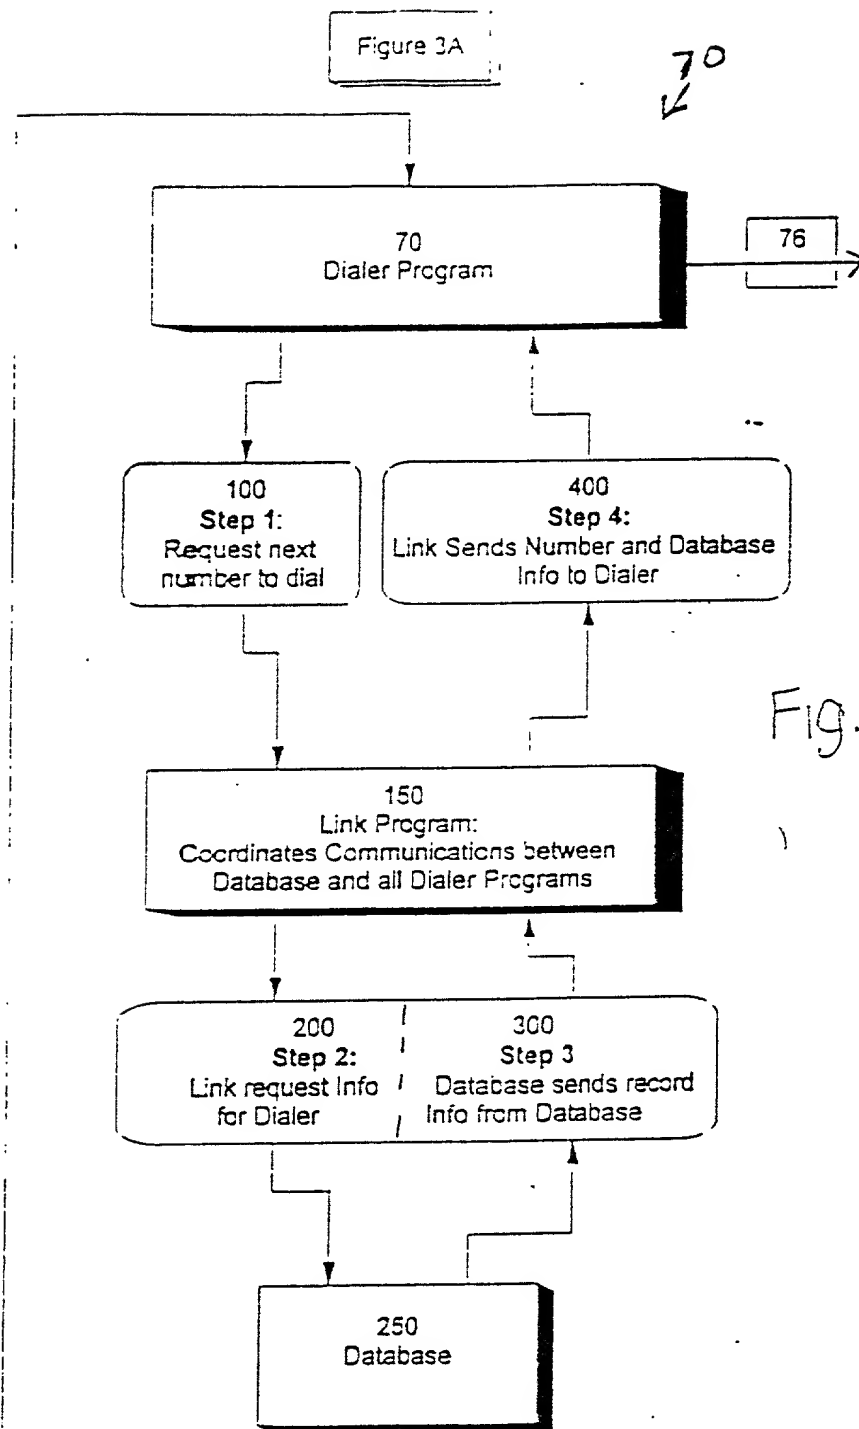 Figure 3A
70
70
Dialer Program
76
100
Step 1:
Request next
number to dial
400
Step 4:
Link Sends Number and Database
Info to Dialer
Fig.
150
Link Program:
Coordinates Communications between
Database and all Dialer Programs
200
Step 2:
Link request Info
for Dialer
300
Step 3
Database sends record
Info from Database
250
Database